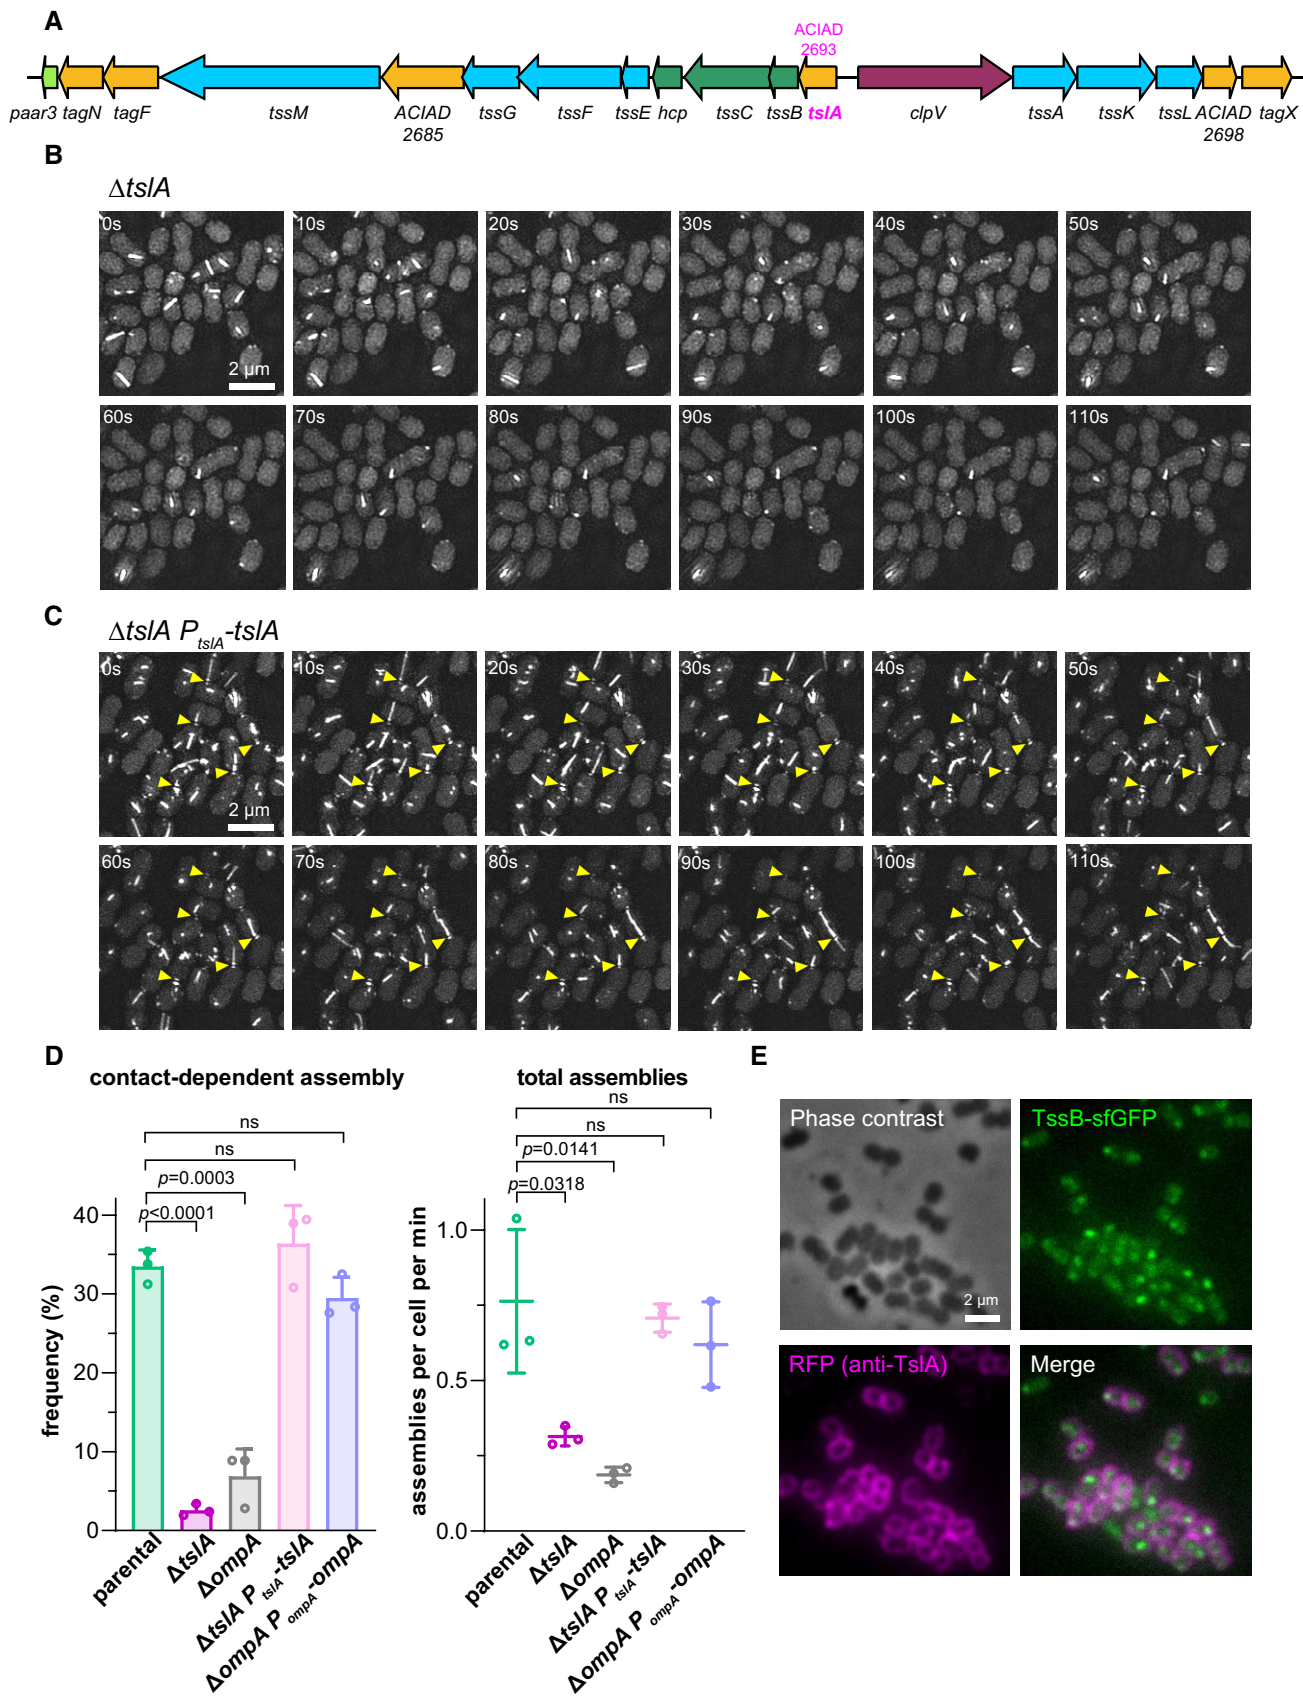 A
ACIAD
2693
paar3 tagN tagF tssM ACIAD tssG tssF tssE hcp tssC tssB tslA clpV tssA tssK tssL ACIAD tagX
2685 2698
B
ΔtslA
0s 10s 20s 30s 40s 50s
2 µm
60s 70s 80s 90s 100s 110s
C
ΔtslA PtslA-tslA
0s 10s 20s 30s 40s 50s
2 µm
60s 70s 80s 90s 100s 110s
D
contact-dependent assembly
ns
ns
p=0.0003
p<0.0001
frequency (%)
40
30
20
10
0
parental
ΔtslA
ΔompA
ΔtslA PtslA-tslA
ΔompA PompA-ompA
total assemblies
ns
ns
p=0.0141
p=0.0318
assemblies per cell per min
1.0
0.5
0.0
parental
ΔtslA
ΔompA
ΔtslA PtslA-tslA
ΔompA PompA-ompA
E
Phase contrast
2 µm
TssB-sfGFP
RFP (anti-TslA)
Merge